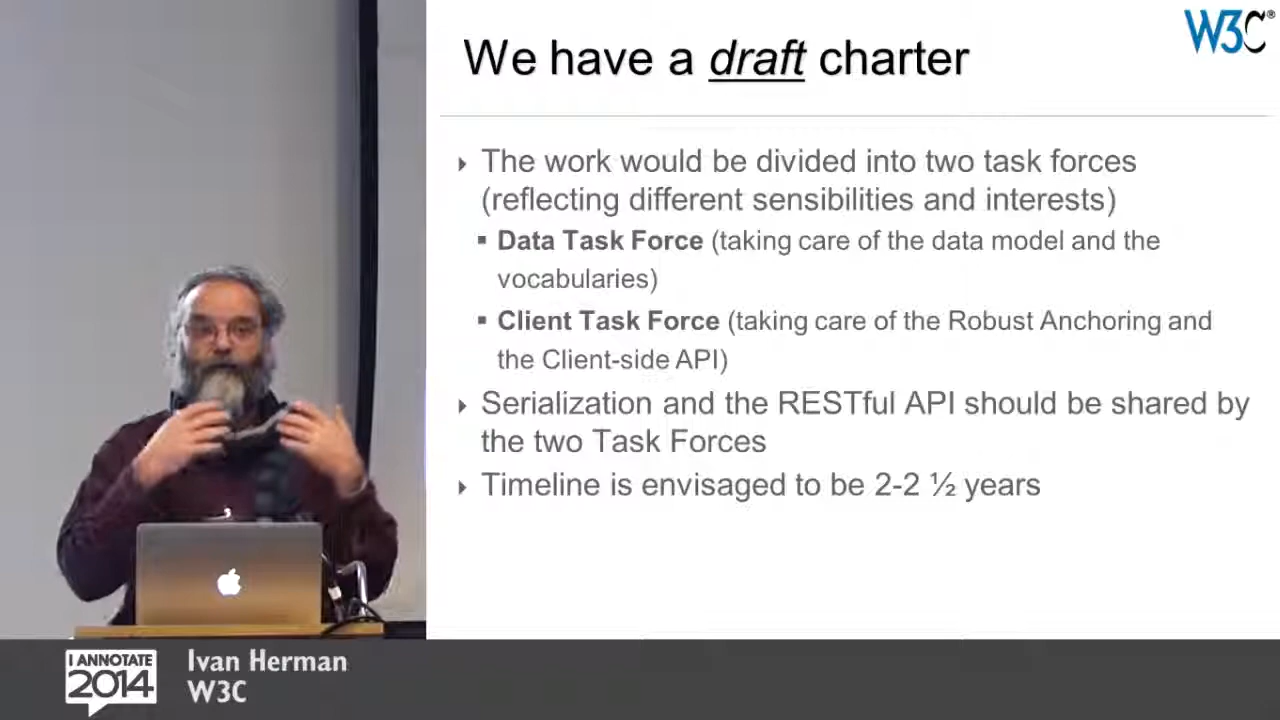 W3C®
We have a draft charter
‣ The work would be divided into two task forces
(reflecting different sensibilities and interests)
▪ Data Task Force (taking care of the data model and the
vocabularies)
▪ Client Task Force (taking care of the Robust Anchoring and
the Client-side API)
‣ Serialization and the RESTful API should be shared by
the two Task Forces
‣ Timeline is envisaged to be 2-2 ½ years
I ANNOTATE
2014
Ivan Herman
W3C